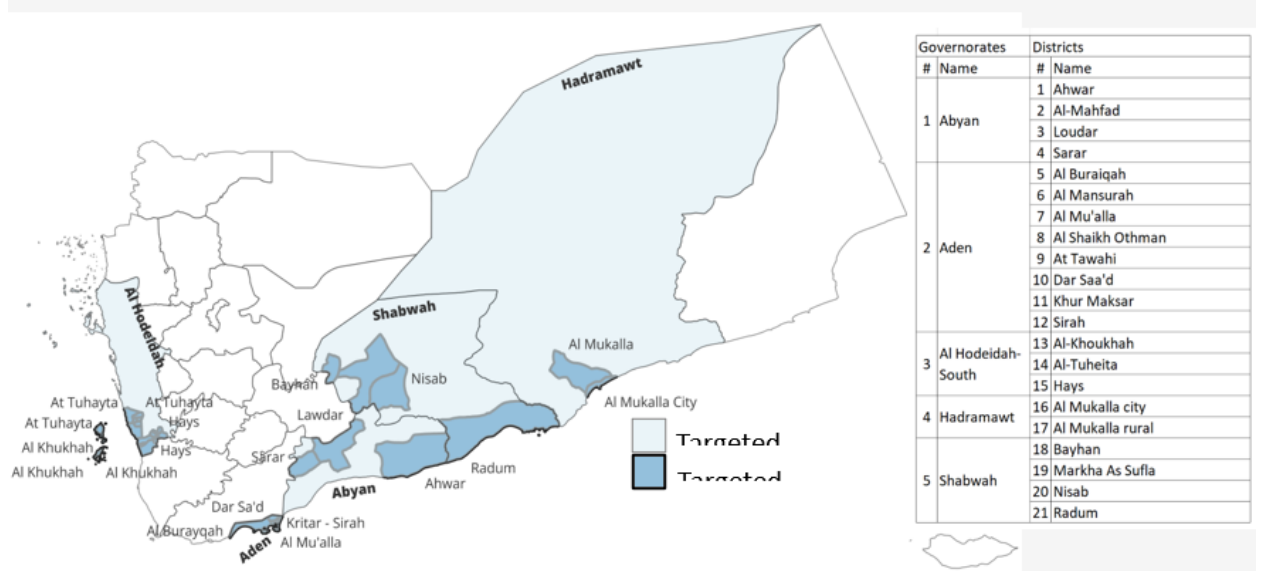 Hadramawt
Al Hodeidah
Shabwah
Al Mukalla
Bayhan
Nisab
At Tuhayta
At Tuhayta
Lawdar
Al Mukalla City
At Tuhayta
Hays
Al Khukhah
Hays
Sarar
Targeted
Al Khukhah
Al Khukhah
Radum
Targeted
Abyan
Ahwar
Dar Sa'd
Al Burayqah
Kritar - Sirah
Aden
Al Mu'alla
Governorates Districts
# Name # Name
1 Abyan
1 Ahwar
2 Al-Mahfad
3 Loudar
4 Sarar
2 Aden
5 Al Buraiqah
6 Al Mansurah
7 Al Mu'alla
8 Al Shaikh Othman
9 At Tawahi
10 Dar Saa'd
11 Khur Maksar
12 Sirah
3 Al Hodeidah-
South
13 Al-Khoukhah
14 Al-Tuheita
15 Hays
4 Hadramawt
16 Al Mukalla city
17 Al Mukalla rural
5 Shabwah
18 Bayhan
19 Markha As Sufla
20 Nisab
21 Radum